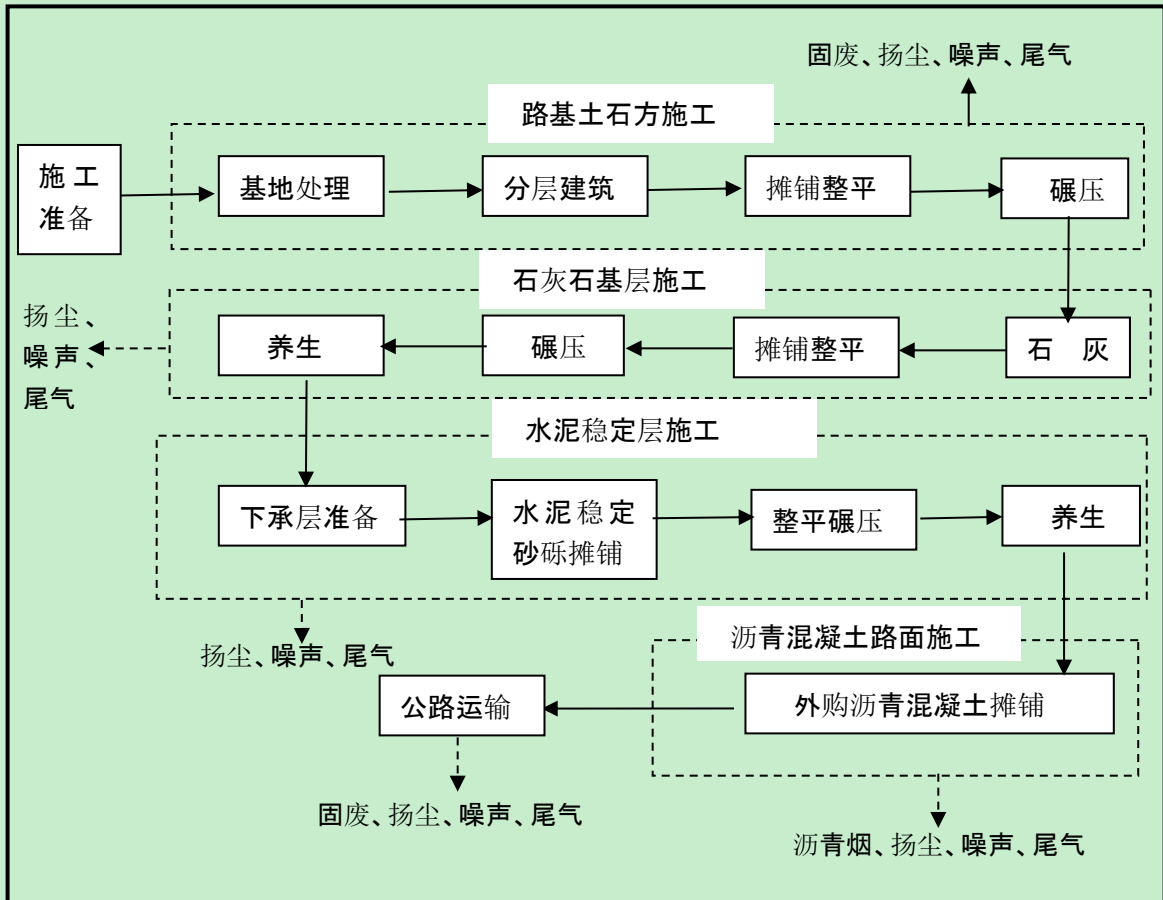 固废、扬尘、噪声、尾气
路基土石方施工
施工
准备
基地处理
分层建筑
摊铺整平
碾压
石灰石基层施工
扬尘、
噪声、
尾气
养生
碾压
摊铺整平
石 灰
水泥稳定层施工
下承层准备
水泥稳定
砂砾摊铺
整平碾压
养生
扬尘、噪声、尾气
沥青混凝土路面施工
公路运输
外购沥青混凝土摊铺
固废、扬尘、噪声、尾气
沥青烟、扬尘、噪声、尾气